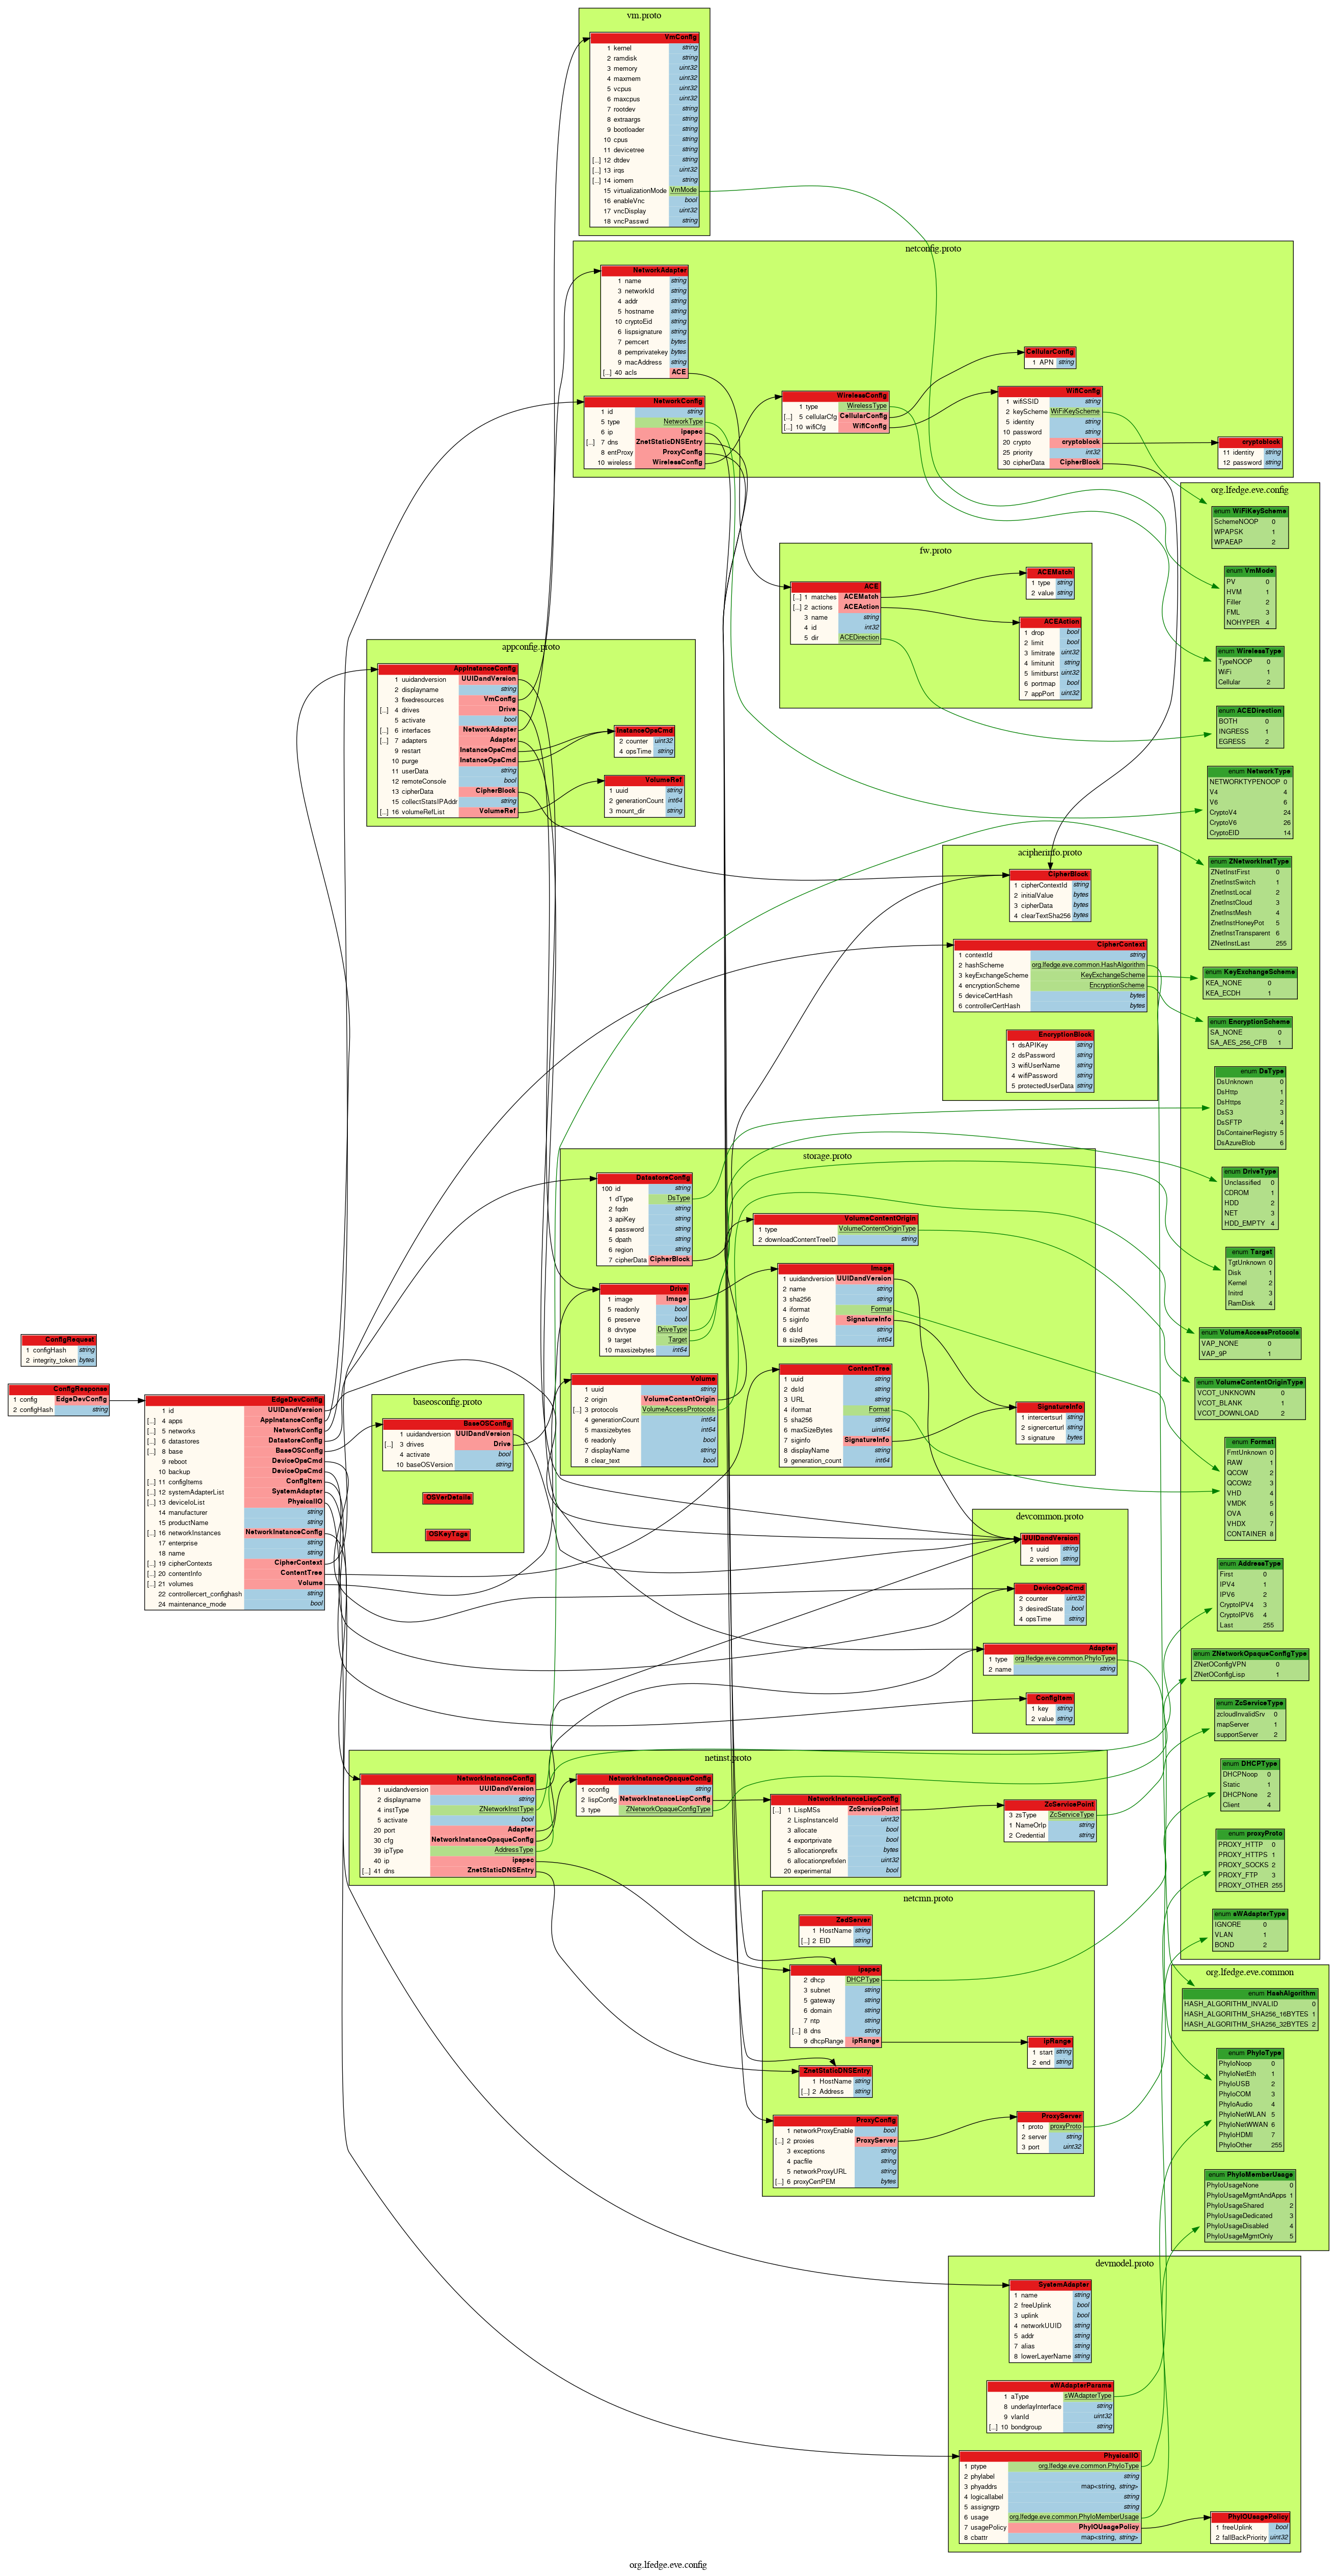 vm.proto
VmConfig
1 kernel string
2 ramdisk string
3 memory uint32
4 maxmem uint32
5 vcpus uint32
6 maxcpus uint32
7 rootdev string
8 extraargs string
9 bootloader string
10 cpus string
11 devicetree string
[...] 12 dtdev string
[...] 13 irqs uint32
[...] 14 iomem string
15 virtualizationMode VmMode
16 enableVnc bool
17 vncDisplay uint32
18 vncPasswd string
netconfig.proto
NetworkAdapter
1 name string
3 networkId string
4 addr string
5 hostname string
10 cryptoEid string
6 lispsignature string
7 pemcert bytes
8 pemprivatekey bytes
9 macAddress string
[...] 40 acls ACE
NetworkConfig
1 id string
5 type NetworkType
6 ip ipspec
[...] 7 dns ZnetStaticDNSEntry
8 entProxy ProxyConfig
10 wireless WirelessConfig
WirelessConfig
1 type WirelessType
[...] 5 cellularCfg CellularConfig
[...] 10 wifiCfg WifiConfig
CellularConfig
1 APN string
WifiConfig
1 wifiSSID string
2 keyScheme WiFiKeyScheme
5 identity string
10 password string
20 crypto cryptoblock
25 priority int32
30 cipherData CipherBlock
cryptoblock
11 identity string
12 password string
fw.proto
ACE
[...] 1 matches ACEMatch
[...] 2 actions ACEAction
3 name string
4 id int32
5 dir ACEDirection
ACEMatch
1 type string
2 value string
ACEAction
1 drop bool
2 limit bool
3 limitrate uint32
4 limitunit string
5 limitburst uint32
6 portmap bool
7 appPort uint32
appconfig.proto
AppInstanceConfig
1 uuidandversion UUIDandVersion
2 displayname string
3 fixedresources VmConfig
[...] 4 drives Drive
5 activate bool
[...] 6 interfaces NetworkAdapter
[...] 7 adapters Adapter
9 restart InstanceOpsCmd
10 purge InstanceOpsCmd
11 userData string
12 remoteConsole bool
13 cipherData CipherBlock
15 collectStatsIPAddr string
[...] 16 volumeRefList VolumeRef
InstanceOpsCmd
2 counter uint32
4 opsTime string
VolumeRef
1 uuid string
2 generationCount int64
3 mount_dir string
acipherinfo.proto
CipherBlock
1 cipherContextId string
2 initialValue bytes
3 cipherData bytes
4 clearTextSha256 bytes
CipherContext
1 contextId string
2 hashScheme org.lfedge.eve.common.HashAlgorithm
3 keyExchangeScheme KeyExchangeScheme
4 encryptionScheme EncryptionScheme
5 deviceCertHash bytes
6 controllerCertHash bytes
EncryptionBlock
1 dsAPIKey string
2 dsPassword string
3 wifiUserName string
4 wifiPassword string
5 protectedUserData string
storage.proto
DatastoreConfig
100 id string
1 dType DsType
2 fqdn string
3 apiKey string
4 password string
5 dpath string
6 region string
7 cipherData CipherBlock
Drive
1 image Image
5 readonly bool
6 preserve bool
8 drvtype DriveType
9 target Target
10 maxsizebytes int64
Volume
1 uuid string
2 origin VolumeContentOrigin
[...] 3 protocols VolumeAccessProtocols
4 generationCount int64
5 maxsizebytes int64
6 readonly bool
7 displayName string
8 clear_text bool
VolumeContentOrigin
1 type VolumeContentOriginType
2 downloadContentTreeID string
Image
1 uuidandversion UUIDandVersion
2 name string
3 sha256 string
4 iformat Format
5 siginfo SignatureInfo
6 dsId string
8 sizeBytes int64
ContentTree
1 uuid string
2 dsId string
3 URL string
4 iformat Format
5 sha256 string
6 maxSizeBytes uint64
7 siginfo SignatureInfo
8 displayName string
9 generation_count int64
SignatureInfo
1 intercertsurl string
2 signercerturl string
3 signature bytes
ConfigRequest
1 configHash string
2 integrity_token bytes
ConfigResponse
1 config EdgeDevConfig
2 configHash string
EdgeDevConfig
1 id UUIDandVersion
[...] 4 apps AppInstanceConfig
[...] 5 networks NetworkConfig
[...] 6 datastores DatastoreConfig
[...] 8 base BaseOSConfig
9 reboot DeviceOpsCmd
10 backup DeviceOpsCmd
[...] 11 configItems ConfigItem
[...] 12 systemAdapterList SystemAdapter
[...] 13 deviceIoList PhysicalIO
14 manufacturer string
15 productName string
[...] 16 networkInstances NetworkInstanceConfig
17 enterprise string
18 name string
[...] 19 cipherContexts CipherContext
[...] 20 contentInfo ContentTree
[...] 21 volumes Volume
22 controllercert_confighash string
24 maintenance_mode bool
baseosconfig.proto
BaseOSConfig
1 uuidandversion UUIDandVersion
[...] 3 drives Drive
4 activate bool
10 baseOSVersion string
OSVerDetails
OSKeyTags
devcommon.proto
UUIDandVersion
1 uuid string
2 version string
DeviceOpsCmd
2 counter uint32
3 desiredState bool
4 opsTime string
Adapter
1 type org.lfedge.eve.common.PhyIoType
2 name string
ConfigItem
1 key string
2 value string
netinst.proto
NetworkInstanceConfig
1 uuidandversion UUIDandVersion
2 displayname string
4 instType ZNetworkInstType
5 activate bool
20 port Adapter
30 cfg NetworkInstanceOpaqueConfig
39 ipType AddressType
40 ip ipspec
[...] 41 dns ZnetStaticDNSEntry
NetworkInstanceOpaqueConfig
1 oconfig string
2 lispConfig NetworkInstanceLispConfig
3 type ZNetworkOpaqueConfigType
NetworkInstanceLispConfig
[...] 1 LispMSs ZcServicePoint
2 LispInstanceId uint32
3 allocate bool
4 exportprivate bool
5 allocationprefix bytes
6 allocationprefixlen uint32
20 experimental bool
ZcServicePoint
3 zsType ZcServiceType
1 NameOrIp string
2 Credential string
netcmn.proto
ZedServer
1 HostName string
[...] 2 EID string
ipspec
2 dhcp DHCPType
3 subnet string
5 gateway string
6 domain string
7 ntp string
[...] 8 dns string
9 dhcpRange ipRange
ipRange
1 start string
2 end string
ZnetStaticDNSEntry
1 HostName string
[...] 2 Address string
ProxyConfig
1 networkProxyEnable bool
[...] 2 proxies ProxyServer
3 exceptions string
4 pacfile string
5 networkProxyURL string
[...] 6 proxyCertPEM bytes
ProxyServer
1 proto proxyProto
2 server string
3 port uint32
devmodel.proto
SystemAdapter
1 name string
2 freeUplink bool
3 uplink bool
4 networkUUID string
5 addr string
7 alias string
8 lowerLayerName string
sWAdapterParams
1 aType sWAdapterType
8 underlayInterface string
9 vlanId uint32
[...] 10 bondgroup string
PhysicalIO
1 ptype org.lfedge.eve.common.PhyIoType
2 phylabel string
3 phyaddrs map<string, string>
4 logicallabel string
5 assigngrp string
6 usage org.lfedge.eve.common.PhyIoMemberUsage
7 usagePolicy PhyIOUsagePolicy
8 cbattr map<string, string>
PhyIOUsagePolicy
1 freeUplink bool
2 fallBackPriority uint32
org.lfedge.eve.config
enum WiFiKeyScheme
SchemeNOOP 0
WPAPSK 1
WPAEAP 2
enum VmMode
PV 0
HVM 1
Filler 2
FML 3
NOHYPER 4
enum WirelessType
TypeNOOP 0
WiFi 1
Cellular 2
enum ACEDirection
BOTH 0
INGRESS 1
EGRESS 2
enum NetworkType
NETWORKTYPENOOP 0
V4 4
V6 6
CryptoV4 24
CryptoV6 26
CryptoEID 14
enum ZNetworkInstType
ZNetInstFirst 0
ZnetInstSwitch 1
ZnetInstLocal 2
ZnetInstCloud 3
ZnetInstMesh 4
ZnetInstHoneyPot 5
ZnetInstTransparent 6
ZNetInstLast 255
enum KeyExchangeScheme
KEA_NONE 0
KEA_ECDH 1
enum EncryptionScheme
SA_NONE 0
SA_AES_256_CFB 1
enum DsType
DsUnknown 0
DsHttp 1
DsHttps 2
DsS3 3
DsSFTP 4
DsContainerRegistry 5
DsAzureBlob 6
enum DriveType
Unclassified 0
CDROM 1
HDD 2
NET 3
HDD_EMPTY 4
enum Target
TgtUnknown 0
Disk 1
Kernel 2
Initrd 3
RamDisk 4
enum VolumeAccessProtocols
VAP_NONE 0
VAP_9P 1
enum VolumeContentOriginType
VCOT_UNKNOWN 0
VCOT_BLANK 1
VCOT_DOWNLOAD 2
enum Format
FmtUnknown 0
RAW 1
QCOW 2
QCOW2 3
VHD 4
VMDK 5
OVA 6
VHDX 7
CONTAINER 8
enum AddressType
First 0
IPV4 1
IPV6 2
CryptoIPV4 3
CryptoIPV6 4
Last 255
enum ZNetworkOpaqueConfigType
ZNetOConfigVPN 0
ZNetOConfigLisp 1
enum ZcServiceType
zcloudInvalidSrv 0
mapServer 1
supportServer 2
enum DHCPType
DHCPNoop 0
Static 1
DHCPNone 2
Client 4
enum proxyProto
PROXY_HTTP 0
PROXY_HTTPS 1
PROXY_SOCKS 2
PROXY_FTP 3
PROXY_OTHER 255
enum sWAdapterType
IGNORE 0
VLAN 1
BOND 2
org.lfedge.eve.common
enum HashAlgorithm
HASH_ALGORITHM_INVALID 0
HASH_ALGORITHM_SHA256_16BYTES 1
HASH_ALGORITHM_SHA256_32BYTES 2
enum PhyIoType
PhyIoNoop 0
PhyIoNetEth 1
PhyIoUSB 2
PhyIoCOM 3
PhyIoAudio 4
PhyIoNetWLAN 5
PhyIoNetWWAN 6
PhyIoHDMI 7
PhyIoOther 255
enum PhyIoMemberUsage
PhyIoUsageNone 0
PhyIoUsageMgmtAndApps 1
PhyIoUsageShared 2
PhyIoUsageDedicated 3
PhyIoUsageDisabled 4
PhyIoUsageMgmtOnly 5
org.lfedge.eve.config